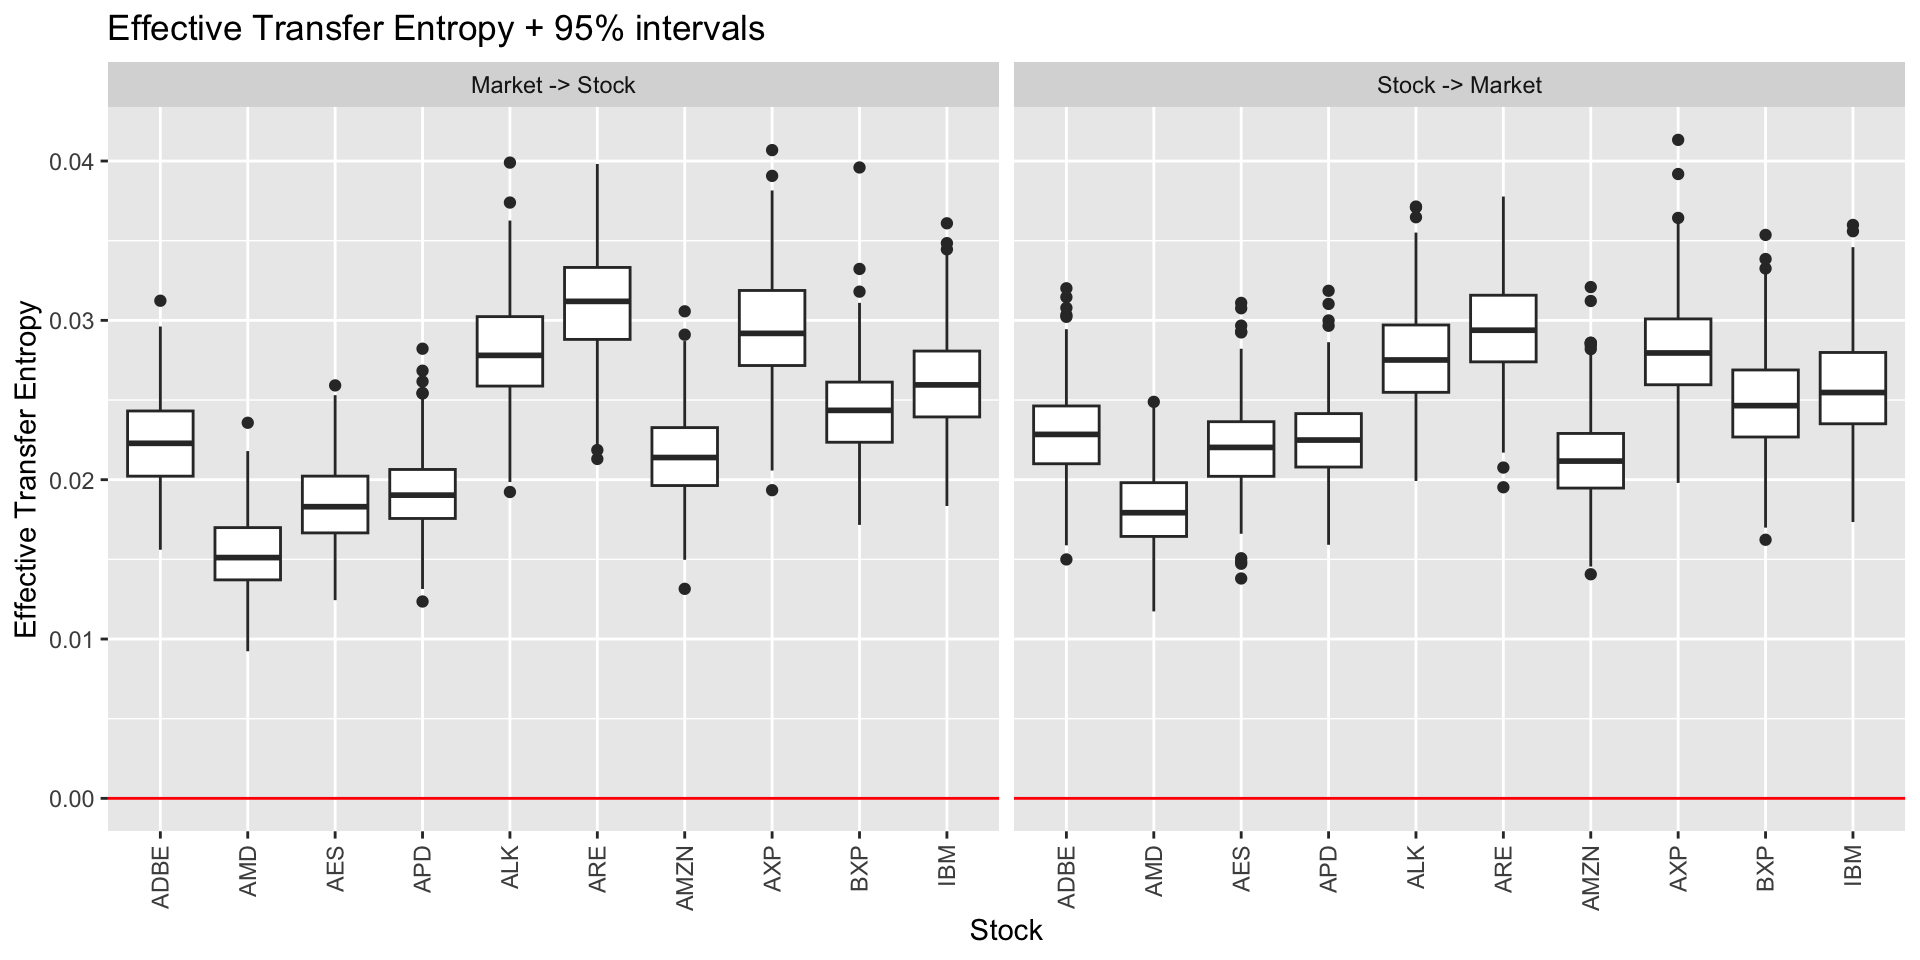 Effective Transfer Entropy + 95% intervals
Market -> Stock
Stock -> Market
Effective Transfer Entropy
0.04
0.03
0.02
0.01
0.00
ADBE AMD AES APD ALK ARE AMZN AXP BXP IBM
ADBE AMD AES APD ALK ARE AMZN AXP BXP IBM
Stock